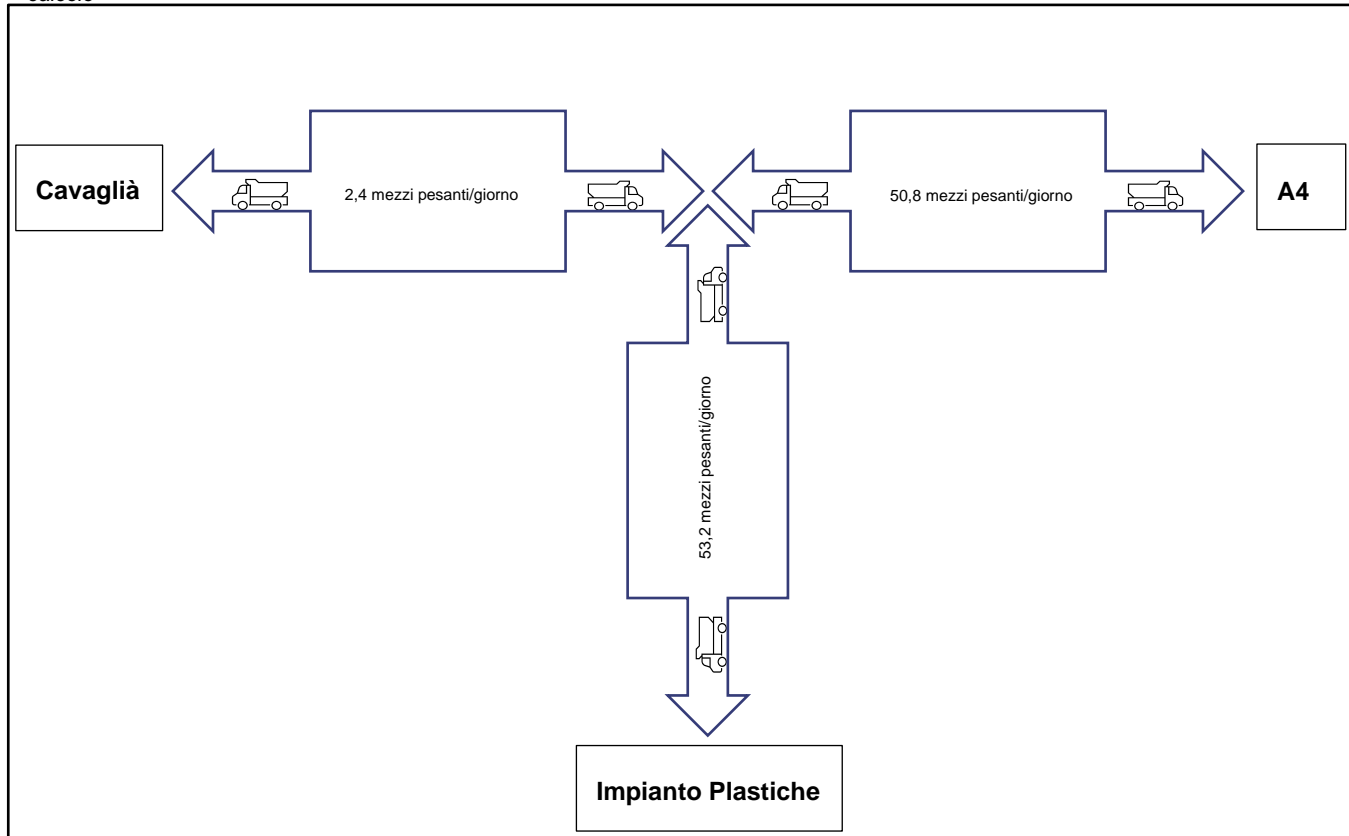 Cavaglià
2,4 mezzi pesanti/giorno
50,8 mezzi pesanti/giorno
A4
53,2 mezzi pesanti/giorno
Impianto Plastiche